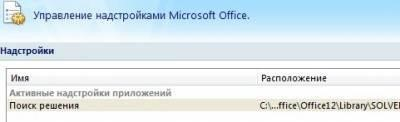 Управление надстройками Microsoft Office.
Надстройки
Имя Расположение
Активные надстройки приложений
Поиск решения C:\...ffice\Office12\Library\SOLVE